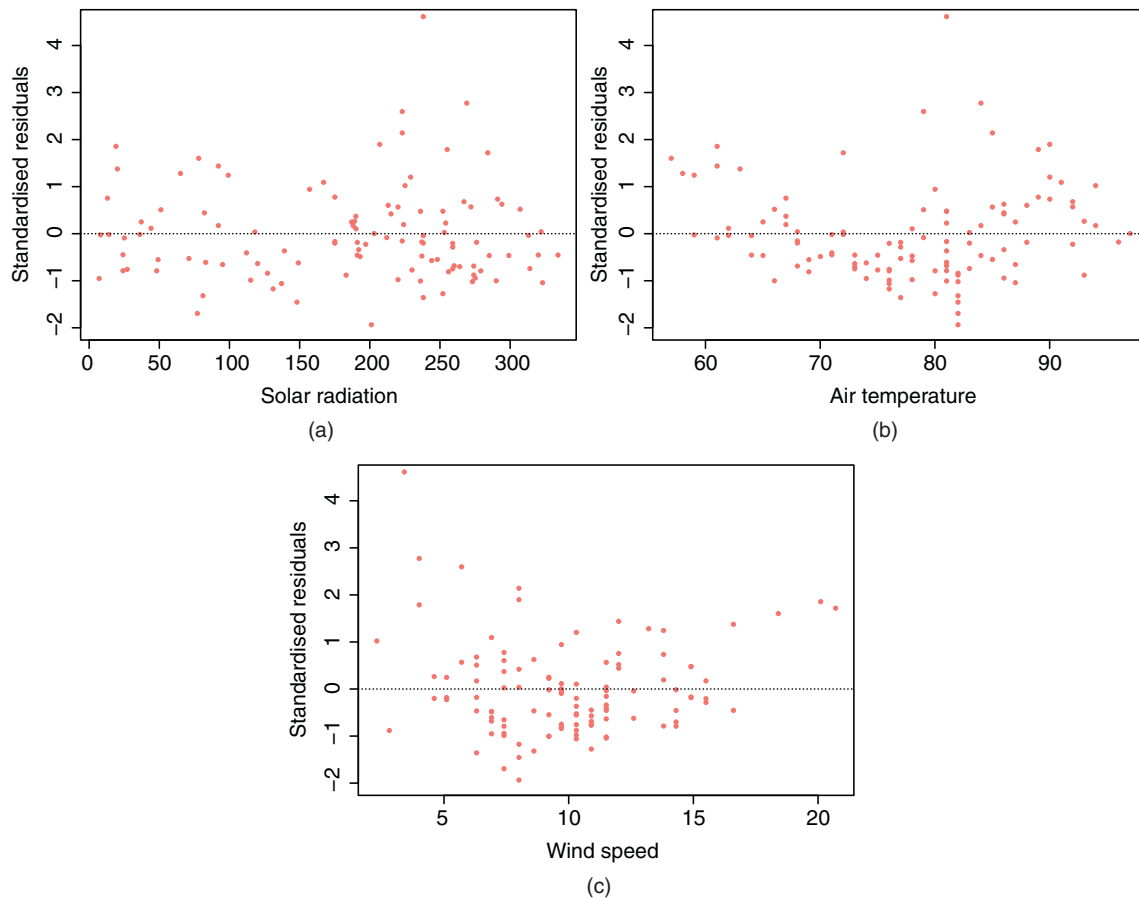 Standardised residuals
4
3
2
1
0
−1
−2
0 50 100 150 200 250 300
Solar radiation
(a)
Standardised residuals
4
3
2
1
0
−1
−2
60 70 80 90
Air temperature
(b)
Standardised residuals
4
3
2
1
0
−1
−2
5 10 15 20
Wind speed
(c)